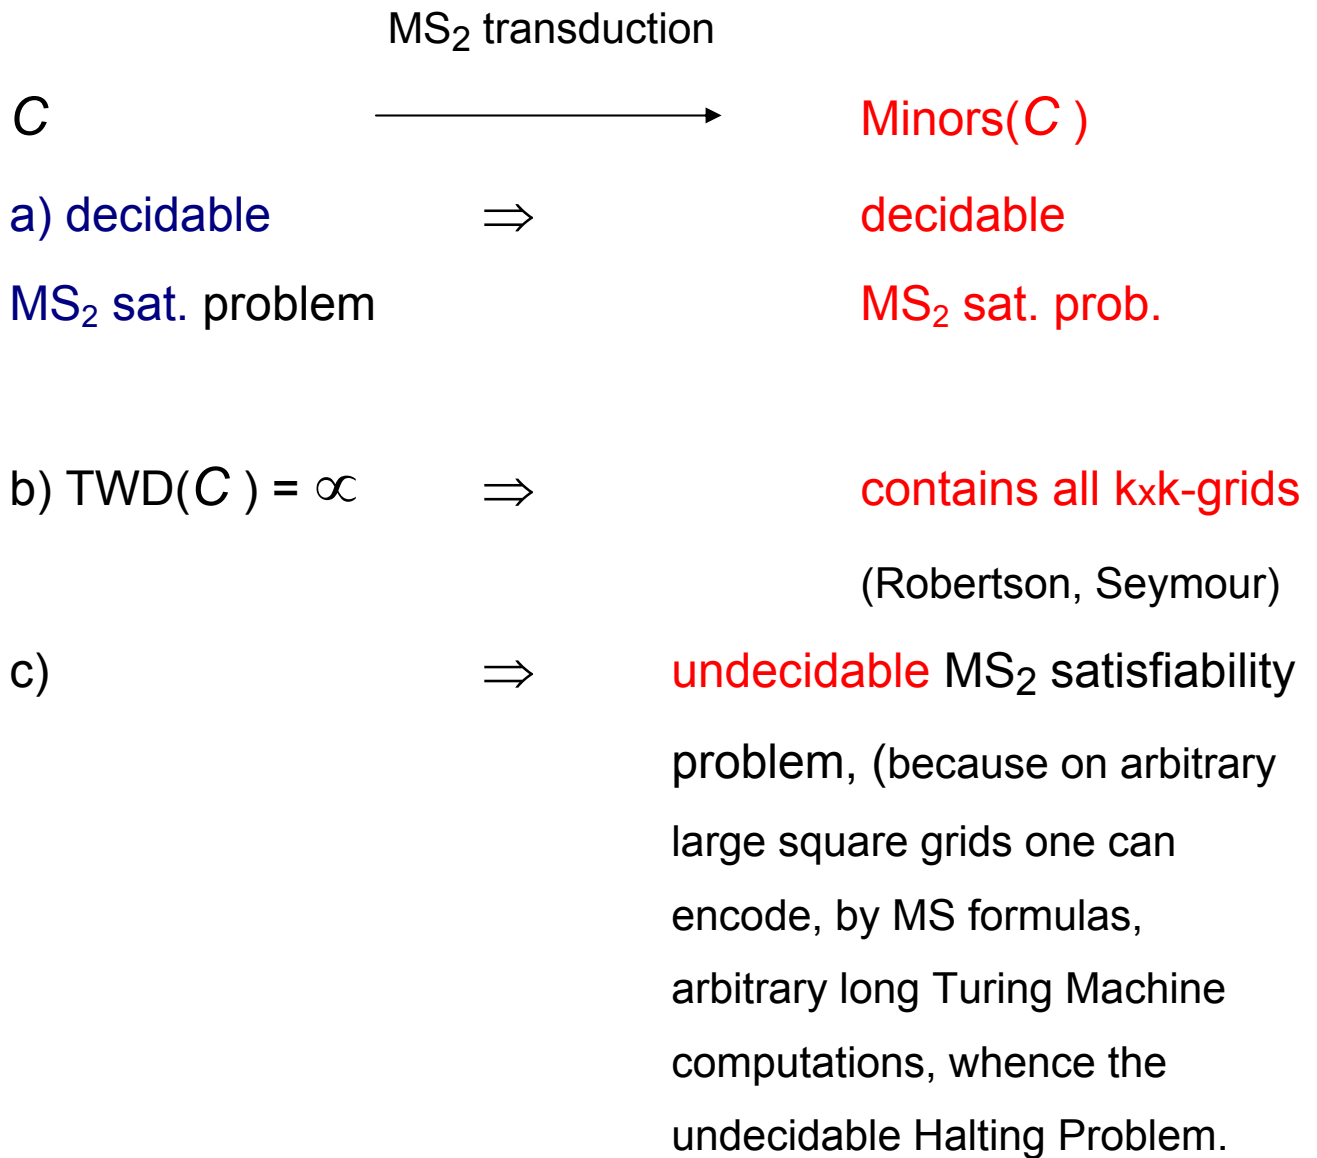 MS₂ transduction
C Minors(C )
a) decidable ⇒ decidable
MS₂ sat. problem MS₂ sat. prob.
b) TWD(C ) = ∝ ⇒ contains all kxk-grids
(Robertson, Seymour)
c) ⇒ undecidable MS₂ satisfiability
problem, (because on arbitrary
large square grids one can
encode, by MS formulas,
arbitrary long Turing Machine
computations, whence the
undecidable Halting Problem.